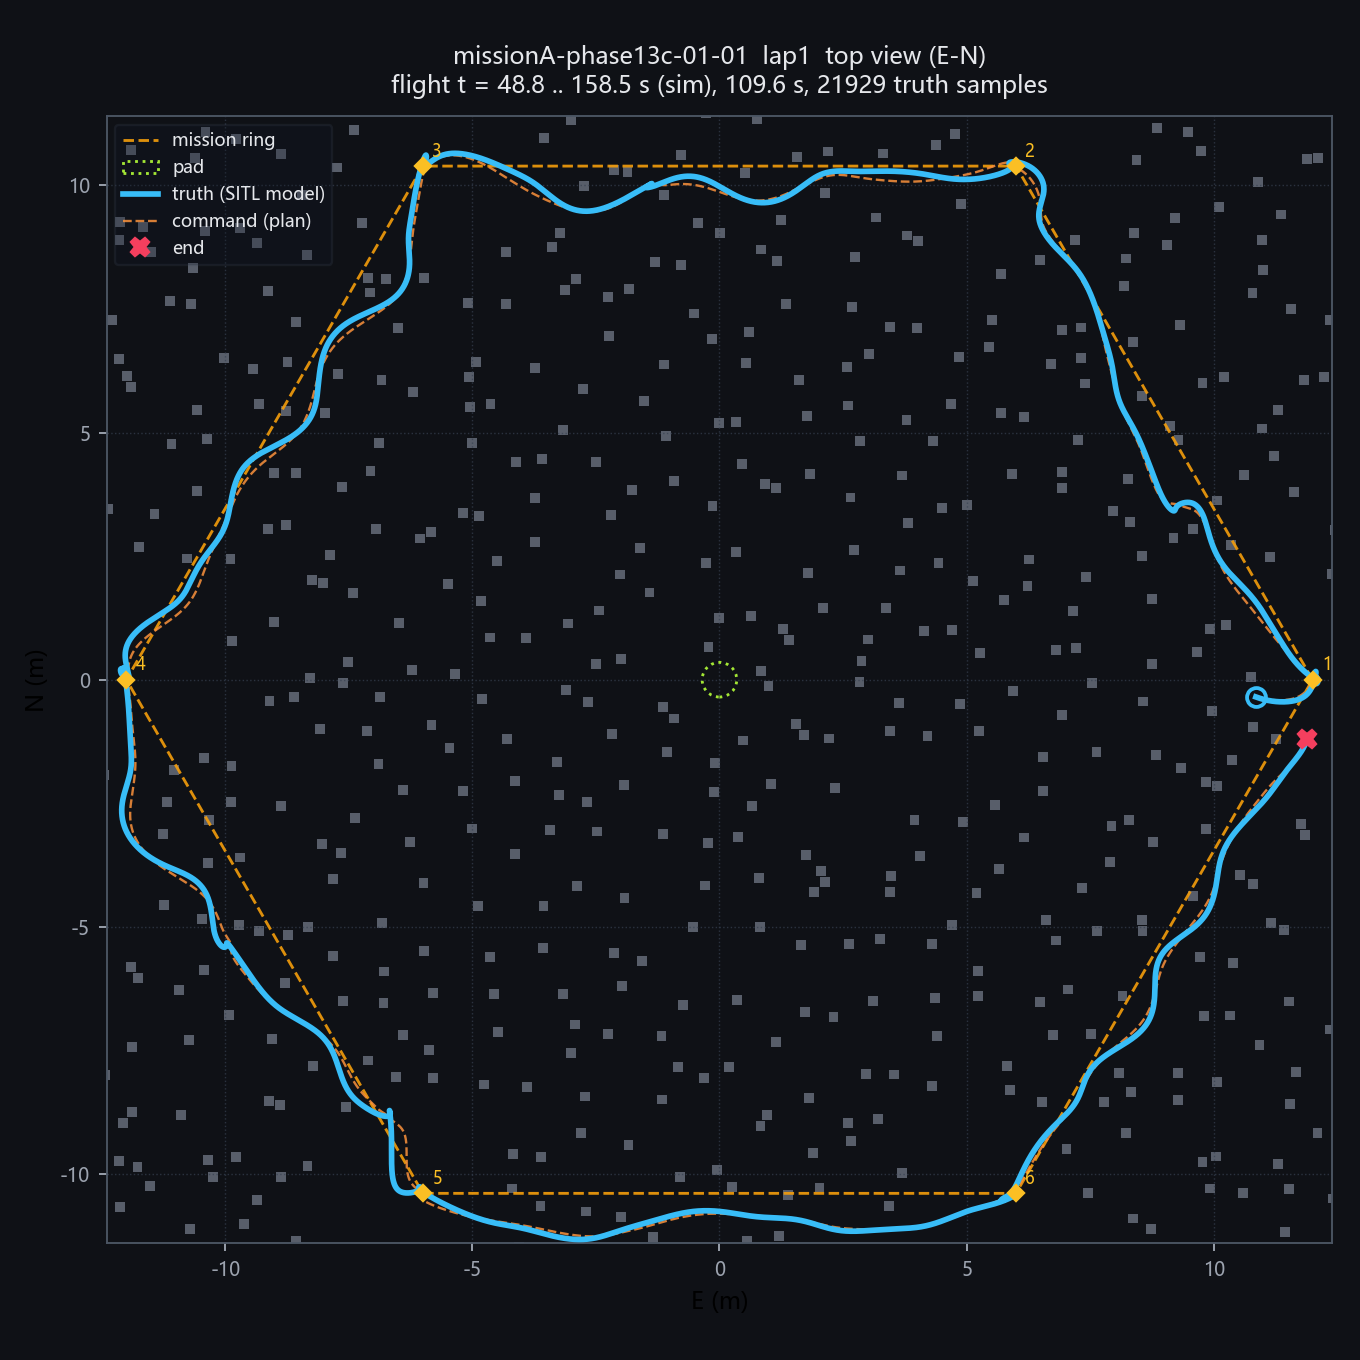 missionA-phase13c-01-01  lap1  top view (E-N)
flight t = 48.8 .. 158.5 s (sim), 109.6 s, 21929 truth samples
mission ring
pad
truth (SITL model)
command (plan)
end
3
2
4
1
5
6
10
5
0
-5
-10
N (m)
-10
-5
0
5
10
E (m)